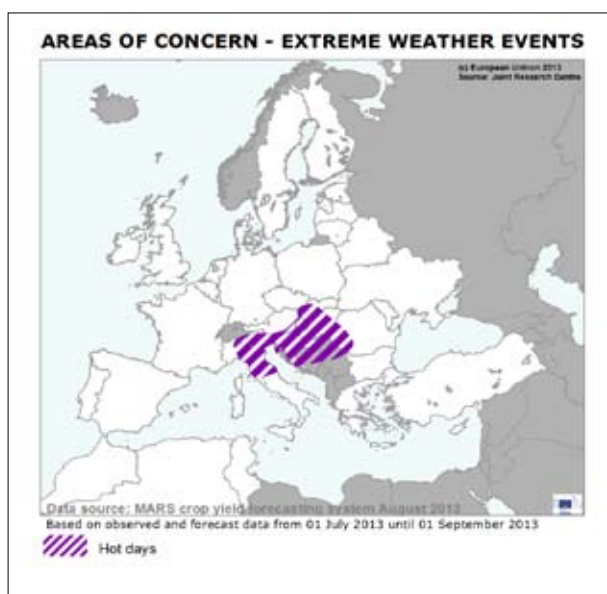 AREAS OF CONCERN - EXTREME WEATHER EVENTS
(c) European Uniron 2013
Source: Joint Research Centre
Data source: MARS crop yield forecasting system August 2013
Based on observed and forecast data from 01 July 2013 until 01 September 2013
Hot days